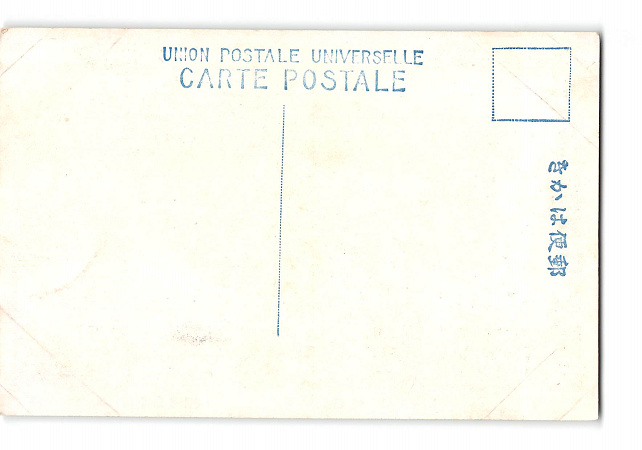 UNION POSTALE UNIVERSELLE
CARTE POSTALE
きかは便郵